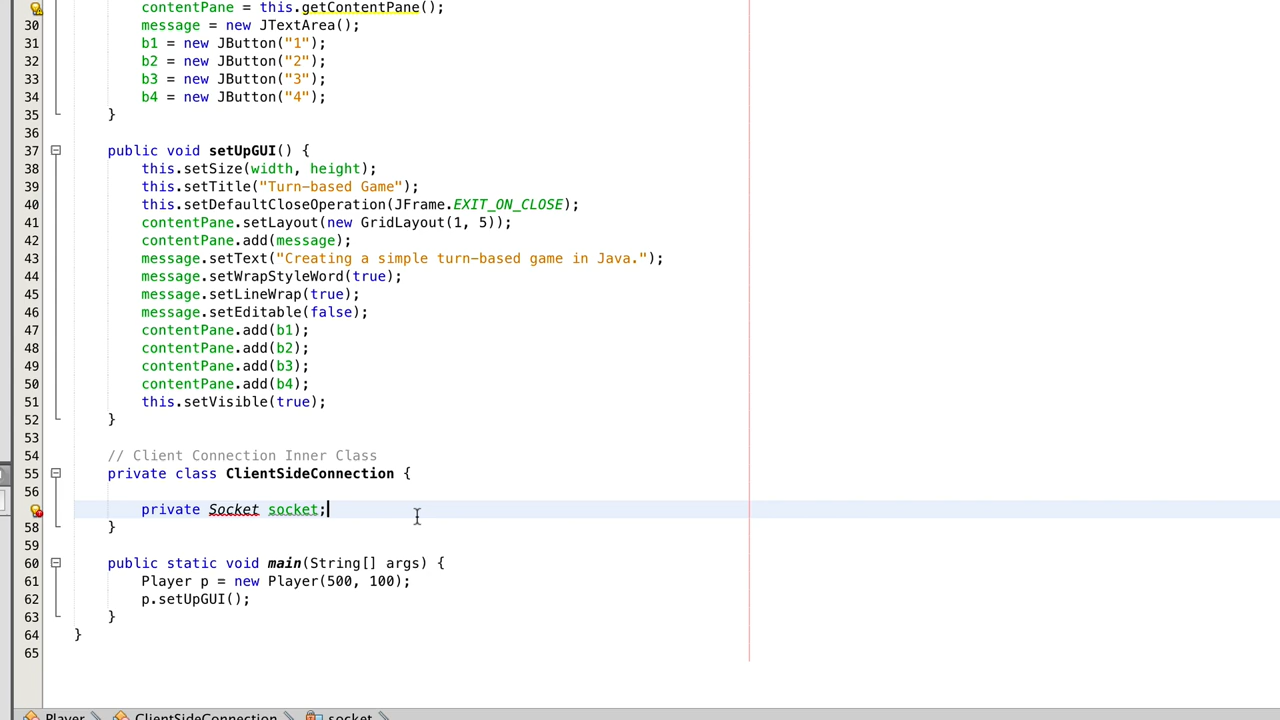 contentPane = this.getContentPane();
30 message = new JTextArea();
31 b1 = new JButton("1");
32 b2 = new JButton("2");
33 b3 = new JButton("3");
34 b4 = new JButton("4");
35 }
36
37 public void setUpGUI() {
38 this.setSize(width, height);
39 this.setTitle("Turn-based Game");
40 this.setDefaultCloseOperation(JFrame.EXIT_ON_CLOSE);
41 contentPane.setLayout(new GridLayout(1, 5));
42 contentPane.add(message);
43 message.setText("Creating a simple turn-based game in Java.");
44 message.setWrapStyleWord(true);
45 message.setLineWrap(true);
46 message.setEditable(false);
47 contentPane.add(b1);
48 contentPane.add(b2);
49 contentPane.add(b3);
50 contentPane.add(b4);
51 this.setVisible(true);
52 }
53
54 // Client Connection Inner Class
55 private class ClientSideConnection {
56
private Socket socket;
58 }
59
60 public static void main(String[] args) {
61 Player p = new Player(500, 100);
62 p.setUpGUI();
63 }
64 }
65
Player ClientSideConnection socket